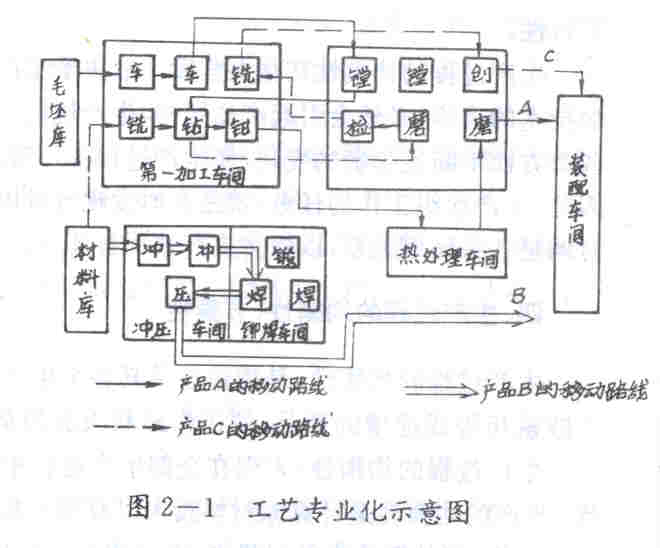 毛坯库
车 车 铣
镗 镗 创
C
铣 钻 钳
拉 磨 磨
A
第一加工车间
装配车间
热处理车间
材料库
冲 冲 锻
压 焊 焊
B
冲压 车间 铆焊车间
产品A的移动路线
产品B的移动路线
产品C的移动路线
图 2—1 工艺专业化示意图